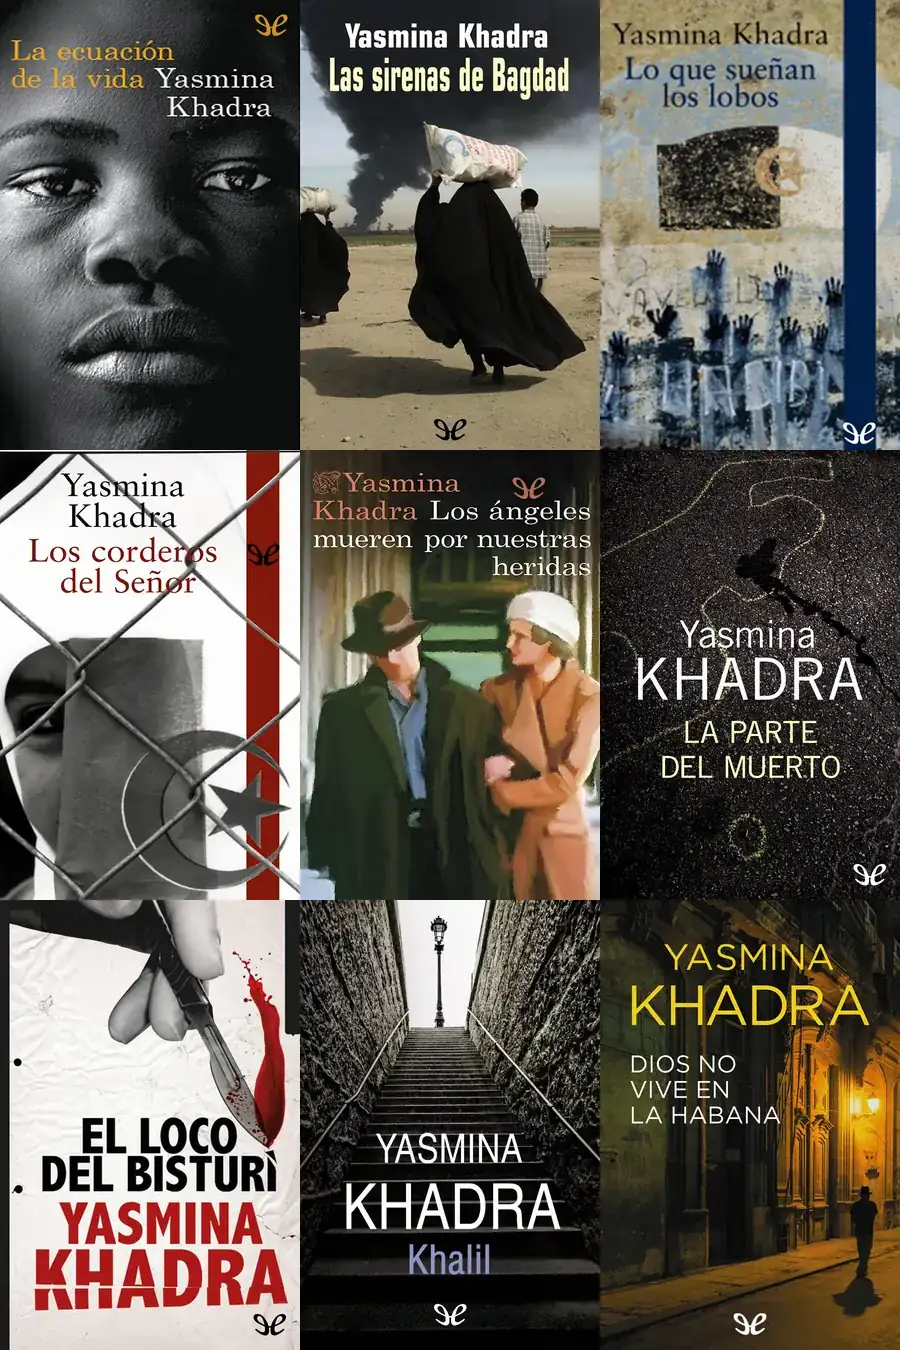 La ecuación
de la vida Yasmina
Khadra
Yasmina Khadra
Las sirenas de Bagdad
Yasmina Khadra
Lo que sueñan
los lobos
Yasmina
Khadra
Los corderos
del Señor
Yasmina
Khadra Los ángeles
mueren por nuestras
heridas
Yasmina
KHADRA
LA PARTE
DEL MUERTO
EL LOCO
DEL BISTURÌ
YASMINA
KHADRA
YASMINA
KHADRA
Khalil
YASMINA
KHADRA
DIOS NO
VIVE EN
LA HABANA